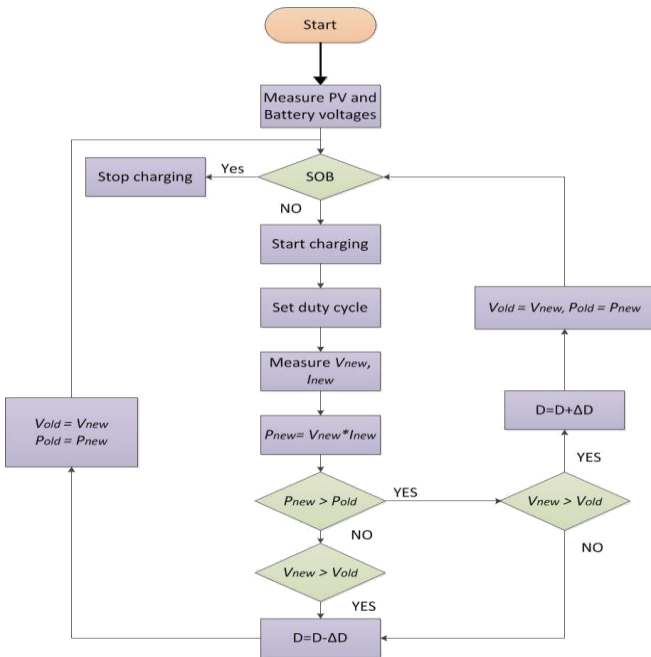 Start
Measure PV and
Battery voltages
Stop charging
Yes
SOB
NO
Start charging
Set duty cycle
Vold = Vnew, Pold = Pnew
Measure Vnew,
Inew
Vold = Vnew
Pold = Pnew
D=D+ΔD
Pnew= Vnew*Inew
YES
Pnew > Pold
YES
Vnew > Vold
NO
NO
Vnew > Vold
YES
D=D-ΔD